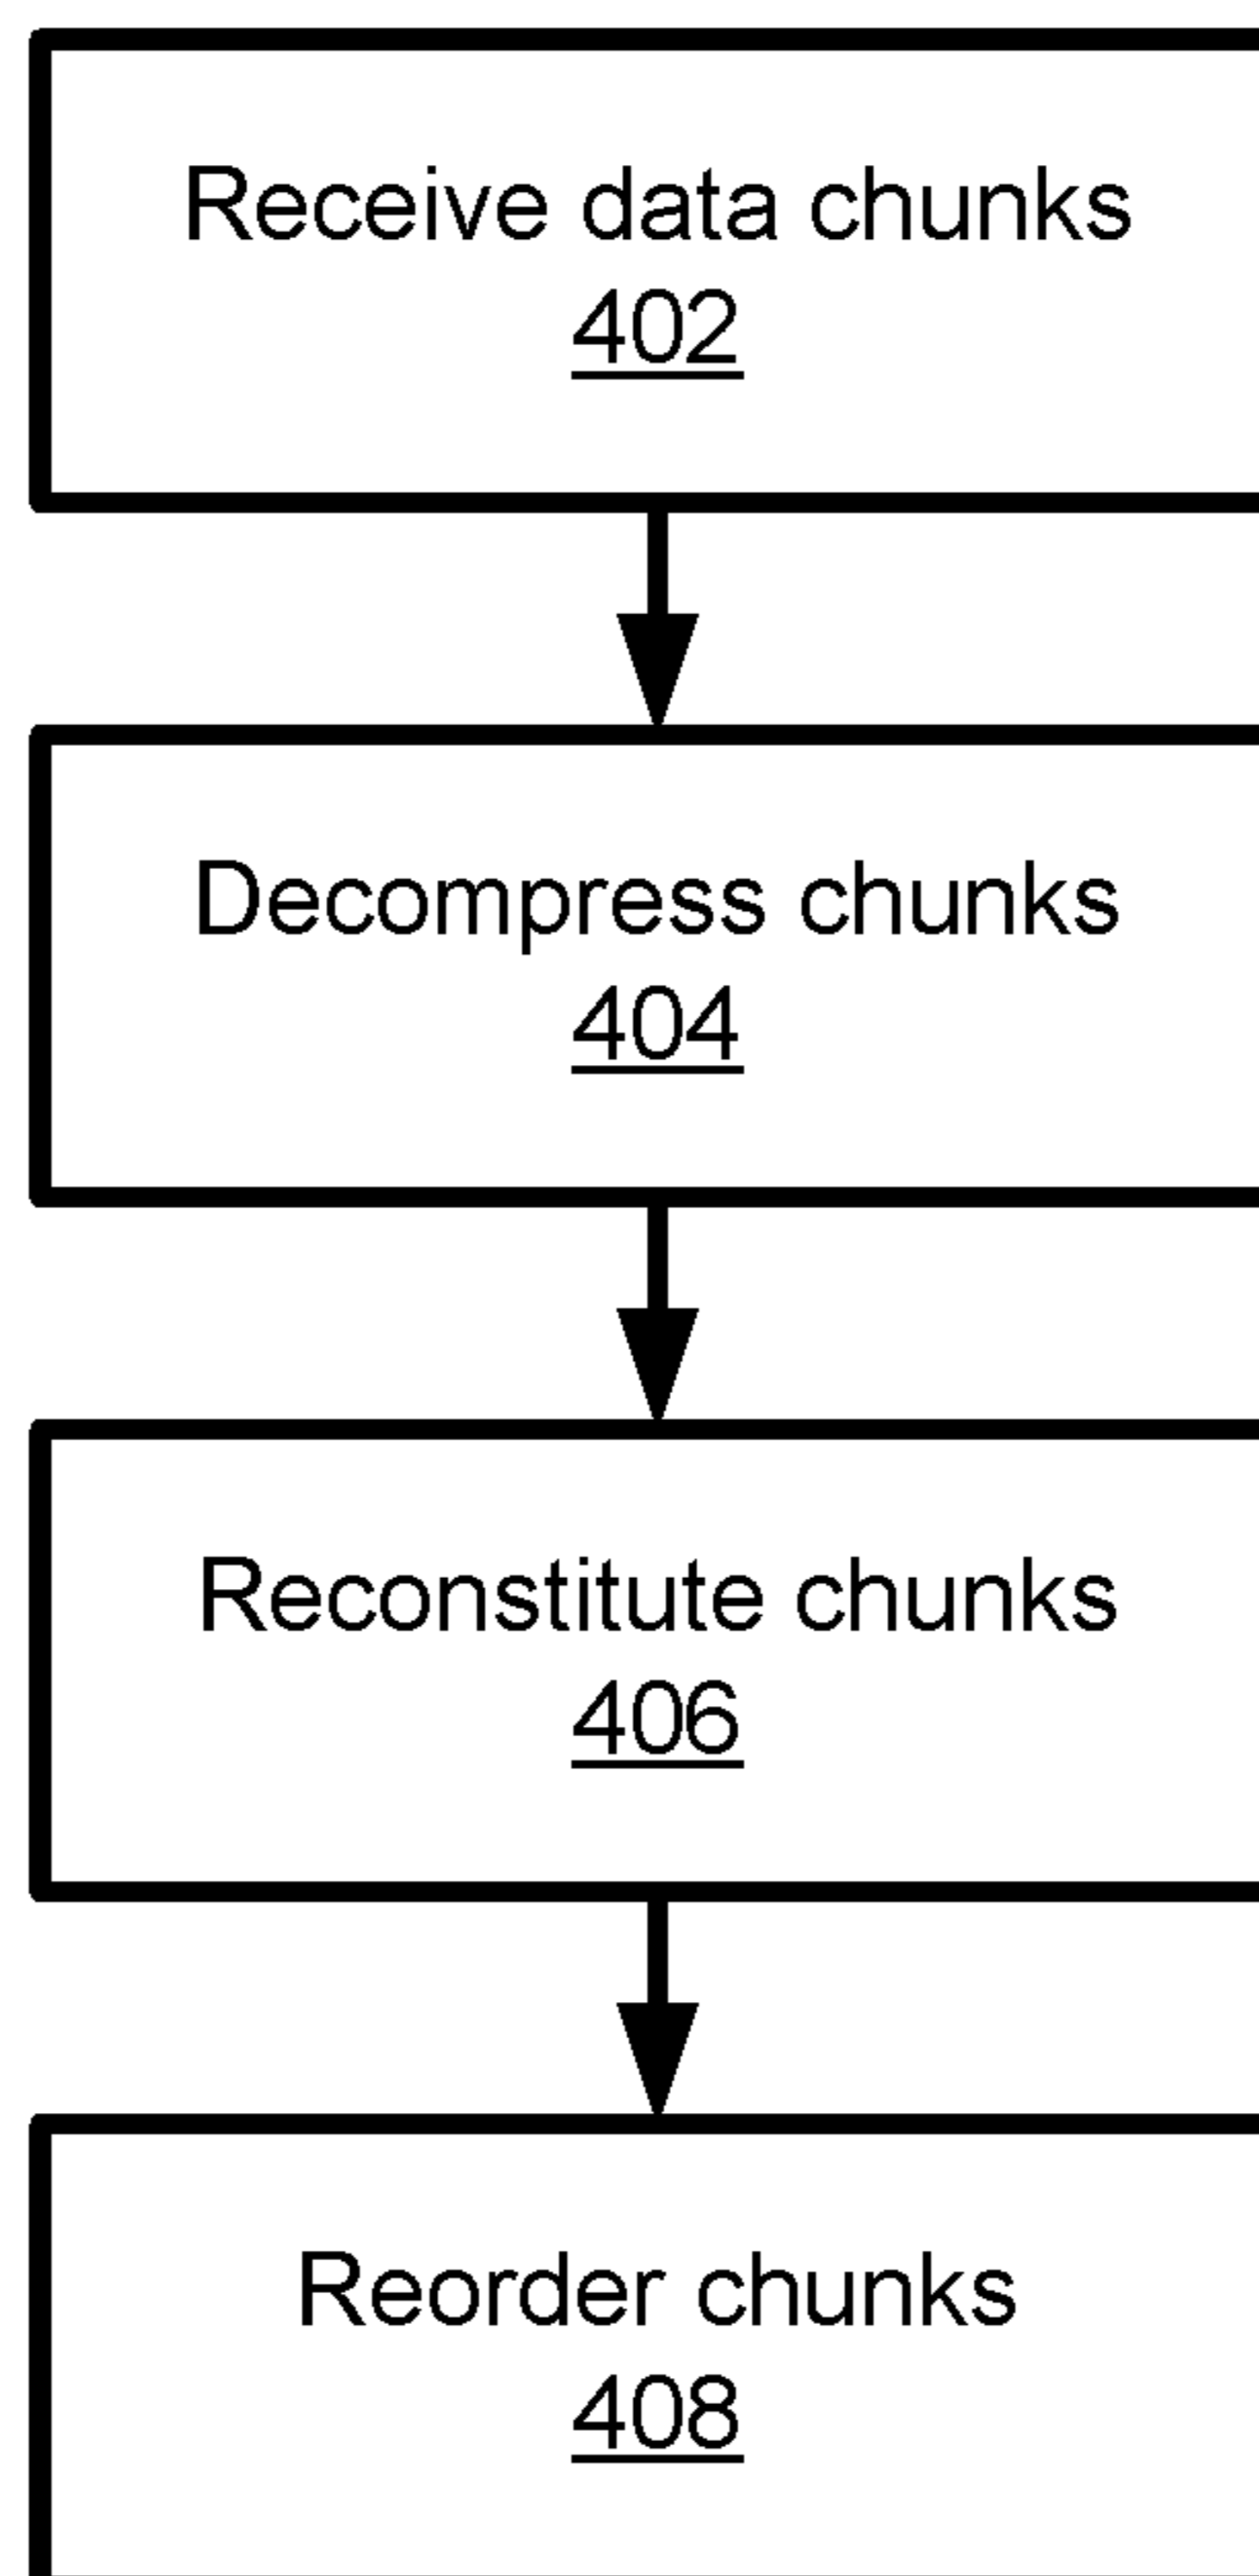 Receive data chunks
402
Decompress chunks
404
Reconstitute chunks
406
Reorder chunks
408